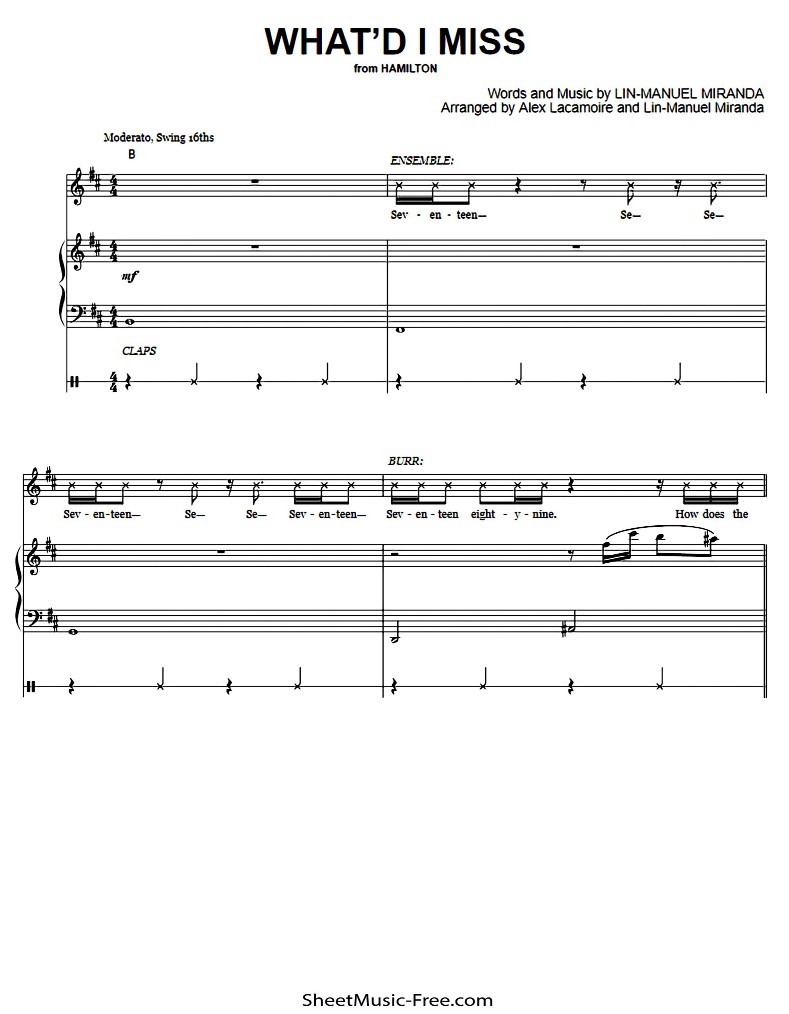 WHAT'D I MISS
from HAMILTON
Words and Music by LIN-MANUEL MIRANDA
Arranged by Alex Lacamoire and Lin-Manuel Miranda
Moderato, Swing 16ths
B
ENSEMBLE:
Sev - en - teen— Se— Se—
mf
CLAPS
BURR:
Sev - en - teen— Se— Se— Sev - en - teen— Sev - en - teen eight - y - nine. How does the
SheetMusic-Free.com